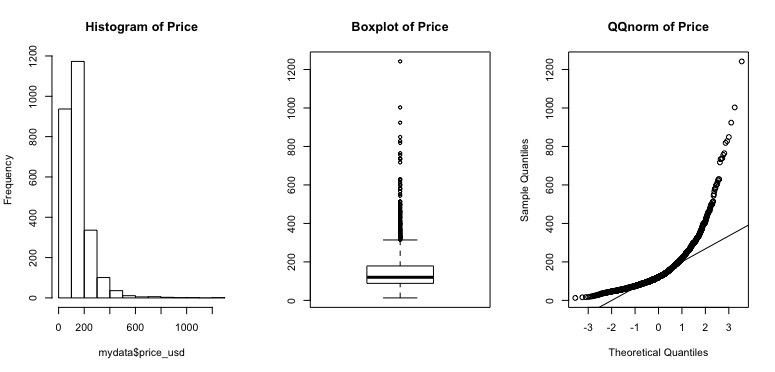 Histogram of Price
Frequency
0 200 400 600 800 1000 1200
0 200 600 1000
mydata$price_usd
Boxplot of Price
0 200 400 600 800 1000 1200
QQnorm of Price
Sample Quantiles
0 200 400 600 800 1000 1200
-3 -2 -1 0 1 2 3
Theoretical Quantiles